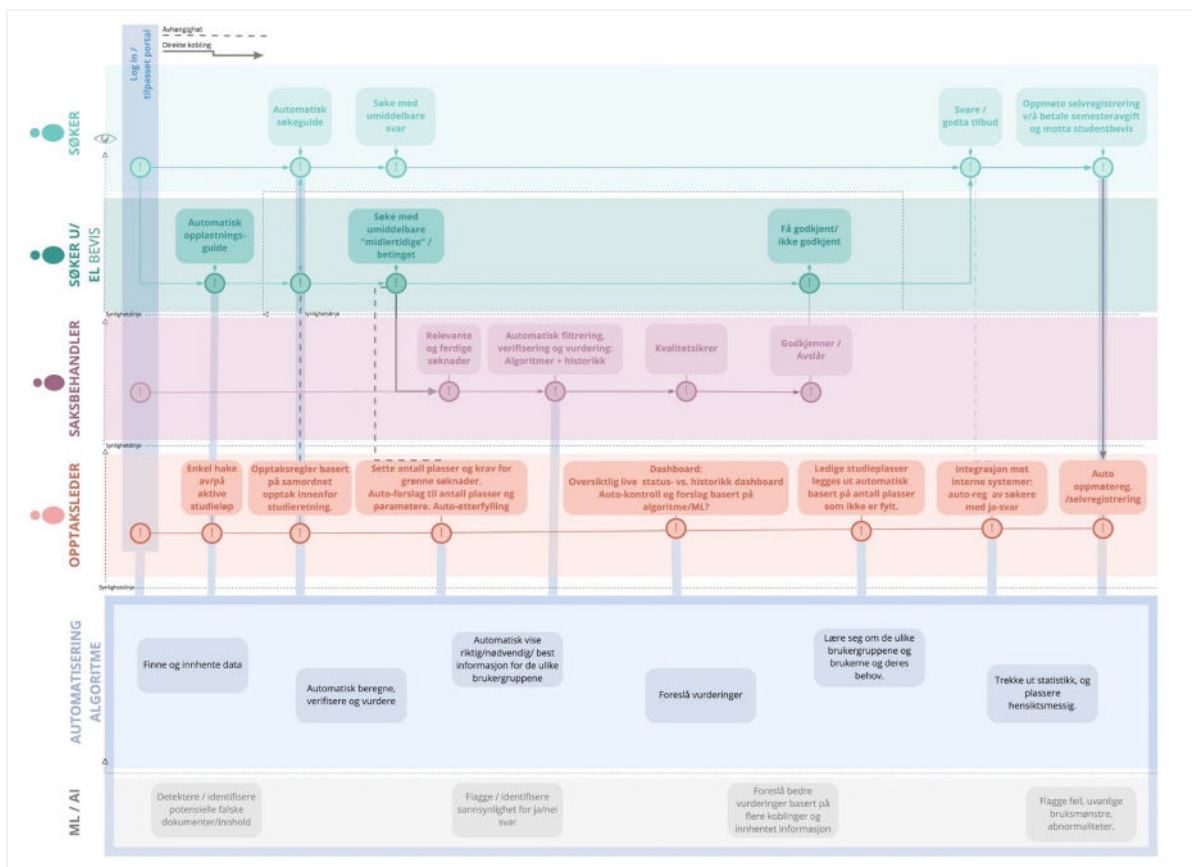 Avhengighet
Direkte kobling
Log in /
tilpasset portal
SØKER
Automatisk
søkeguide
Søke med
umiddelbare
svar
Svare /
godta tilbud
Oppmøte selvregistrering
v/å betale semesteravgift
og motta studentbevis
SØKER U/
EL BEVIS
Automatisk
opplastnings-
guide
Søke med
umiddelbare
"midlertidige" /
betinget
Få godkjent/
ikke godkjent
Synlighetslinje
Synlighetslinje
SAKSBEHANDLER
Relevante
og ferdige
søknader
Automatisk filtrering,
verifisering og vurdering:
Algoritmer + historikk
Kvalitetsikrer
Godkjenner /
Avslår
Synlighetslinje
OPPTAKSLEDER
Enkel hake
av/på
aktive
studieløp
Opptaksregler basert
på samordnet
opptak innenfor
studieretning.
Sette antall plasser og krav for
grønne søknader.
Auto-forslag til antall plasser og
parametere. Auto-etterfylling
Dashboard:
Oversiktlig live status- vs. historikk dashboard
Auto-kontroll og forslag basert på
algoritme/ML?
Ledige studieplasser
legges ut automatisk
basert på antall plasser
som ikke er fylt.
Integrasjon mot
interne systemer:
auto-reg av søkere
med ja-svar
Auto
oppmøtereg.
/selvregistrering
Synlighetslinje
AUTOMATISERING
ALGORITME
Finne og innhente data
Automatisk beregne,
verifisere og vurdere
Automatisk vise
riktig/nødvendig/ best
informasjon for de ulike
brukergruppene
Foreslå vurderinger
Lære seg om de ulike
brukergruppene og
brukerne og deres
behov.
Trekke ut statistikk, og
plassere
hensiktsmessig.
ML / AI
Detektere / identifisere
potensielle falske
dokumenter/innhold
Flagge / identifisere
sannsynlighet for ja/nei
svar
Foreslå bedre
vurderinger basert på
flere koblinger og
innhentet informasjon
Flagge feil, uvanlige
bruksmønstre,
abnormaliteter.